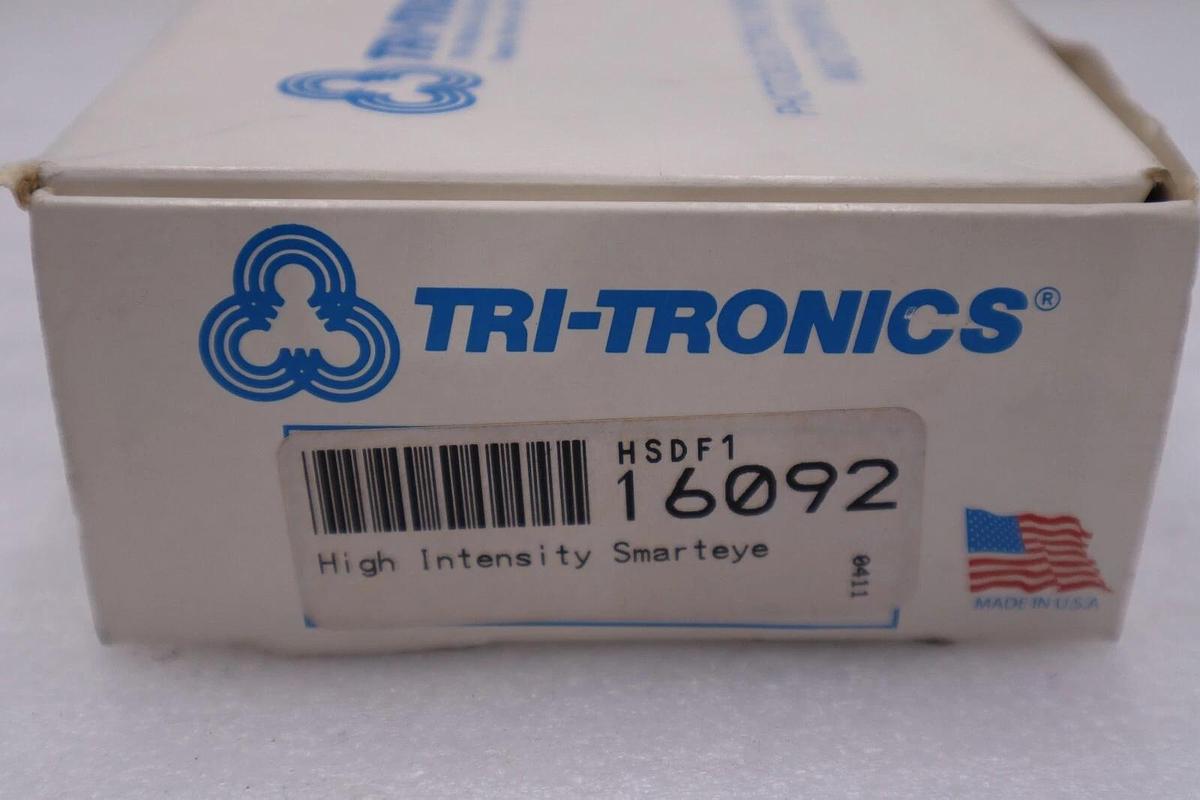 TRI-TRONICS®
HSDF1
16092
High Intensity Smarteye
0411
MADE IN U.S.A